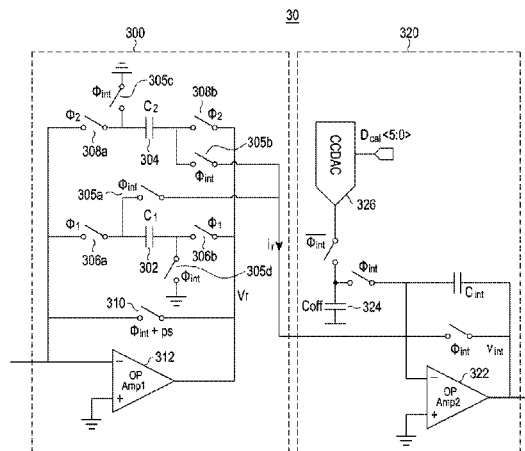 30
300
320
305c
Φint
C2
308b
Φ2
Φ2
308a
304
305b
Φint
305a
Φint
Φ1
C1
Φ1
306a
302
306b
ir
305d
Φint
310
Vr
Φint + ps
312
OP
Amp1
−
+
CCDAC
Dcal<5:0>
326
Φint
Φint
Cint
Coff
324
Φint
vint
322
OP
Amp2
−
+